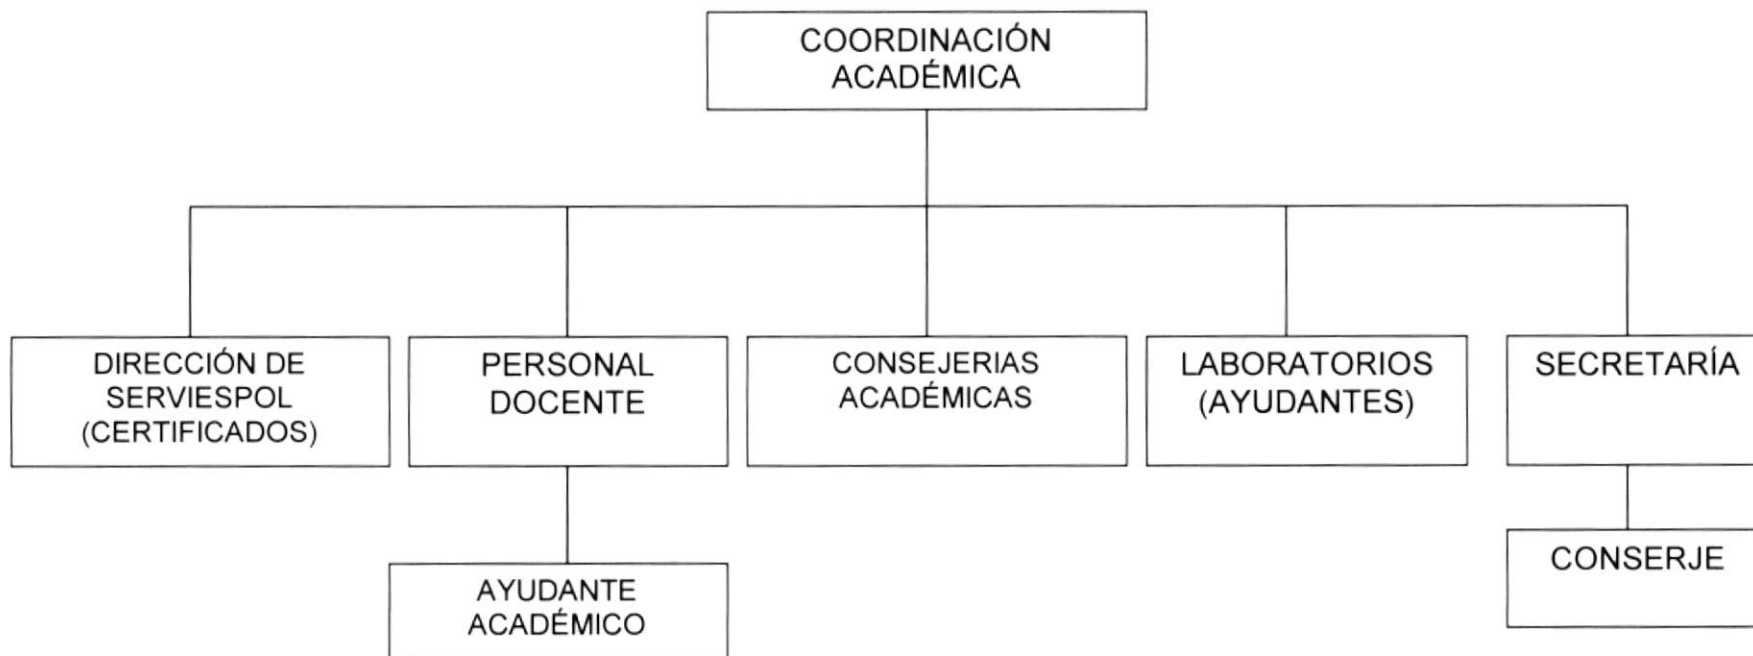 COORDINACIÓN
ACADÉMICA
DIRECCIÓN DE
SERVIESPOL
(CERTIFICADOS)
PERSONAL
DOCENTE
CONSEJERIAS
ACADÉMICAS
LABORATORIOS
(AYUDANTES)
SECRETARÍA
AYUDANTE
ACADÉMICO
CONSERJE